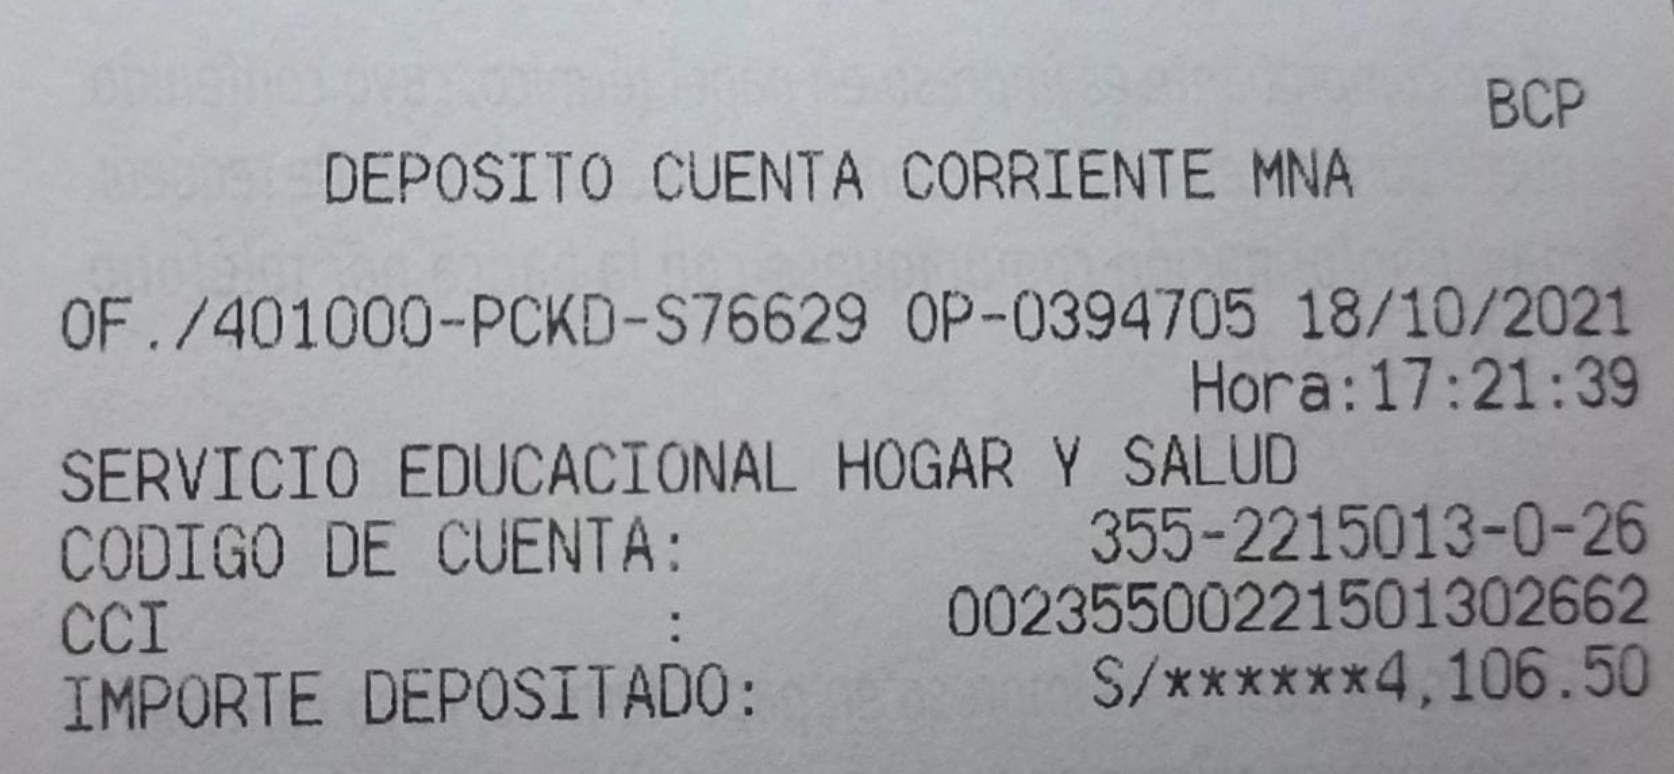 BCP
DEPOSITO CUENTA CORRIENTE MNA
OF./401000-PCKD-S76629 OP-0394705 18/10/2021
Hora:17:21:39
SERVICIO EDUCACIONAL HOGAR Y SALUD
CODIGO DE CUENTA: 355-2215013-0-26
CCI : 00235500221501302662
IMPORTE DEPOSITADO: S/******4,106.50